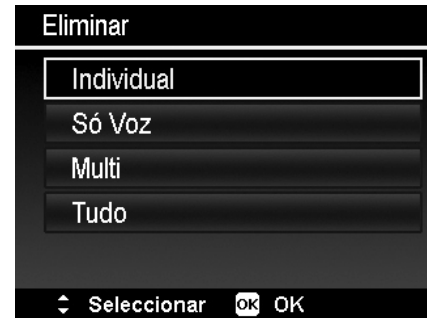 Eliminar
Individual
Só Voz
Multi
Tudo
Seleccionar OK OK